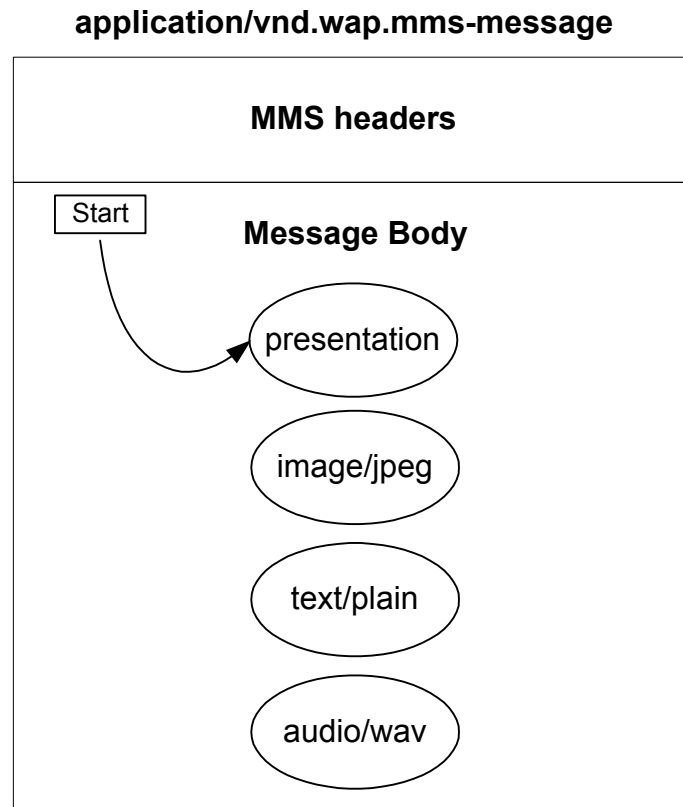 application/vnd.wap.mms-message
MMS headers
Start
Message Body
presentation
image/jpeg
text/plain
audio/wav